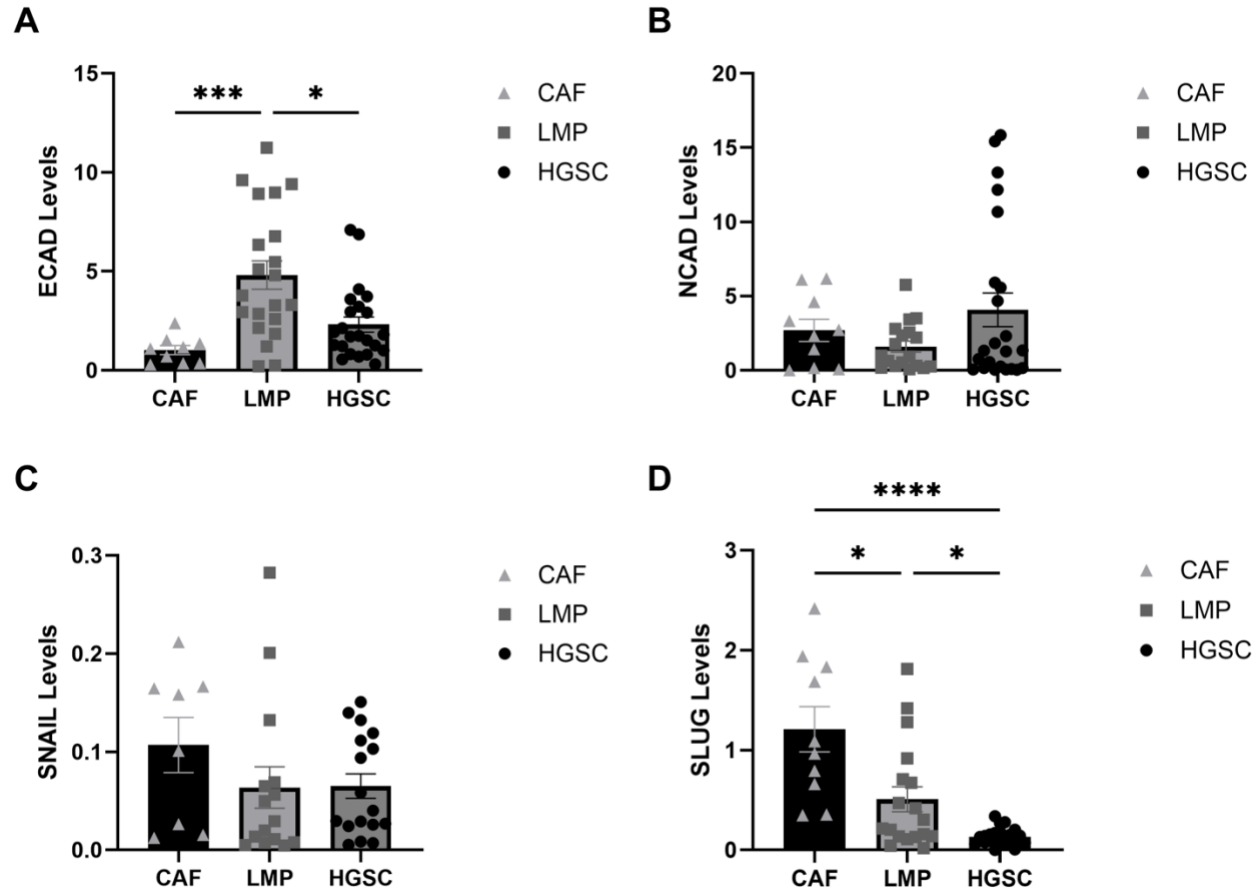 A
ECAD Levels
15
10
5
0
***
*
CAF
LMP
HGSC
CAF
LMP
HGSC
B
NCAD Levels
20
15
10
5
0
CAF
LMP
HGSC
CAF
LMP
HGSC
C
SNAIL Levels
0.3
0.2
0.1
0.0
CAF
LMP
HGSC
CAF
LMP
HGSC
D
SLUG Levels
3
2
1
0
****
*
*
CAF
LMP
HGSC
CAF
LMP
HGSC